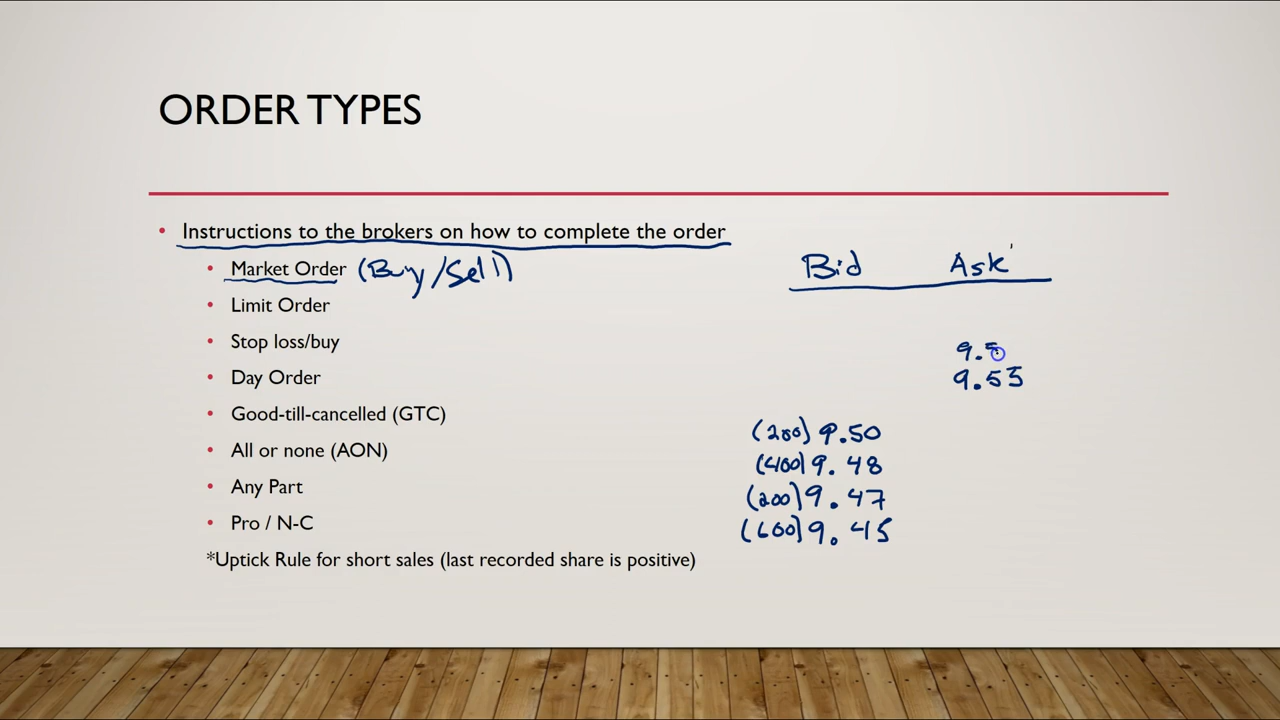 ORDER TYPES
• Instructions to the brokers on how to complete the order
• Market Order (Buy/Sell)
• Limit Order
• Stop loss/buy
• Day Order
• Good-till-cancelled (GTC)
• All or none (AON)
• Any Part
• Pro / N-C
*Uptick Rule for short sales (last recorded share is positive)
Bid Ask
9.5
9.55
(200) 9.50
(400) 9.48
(200) 9.47
(600) 9.45